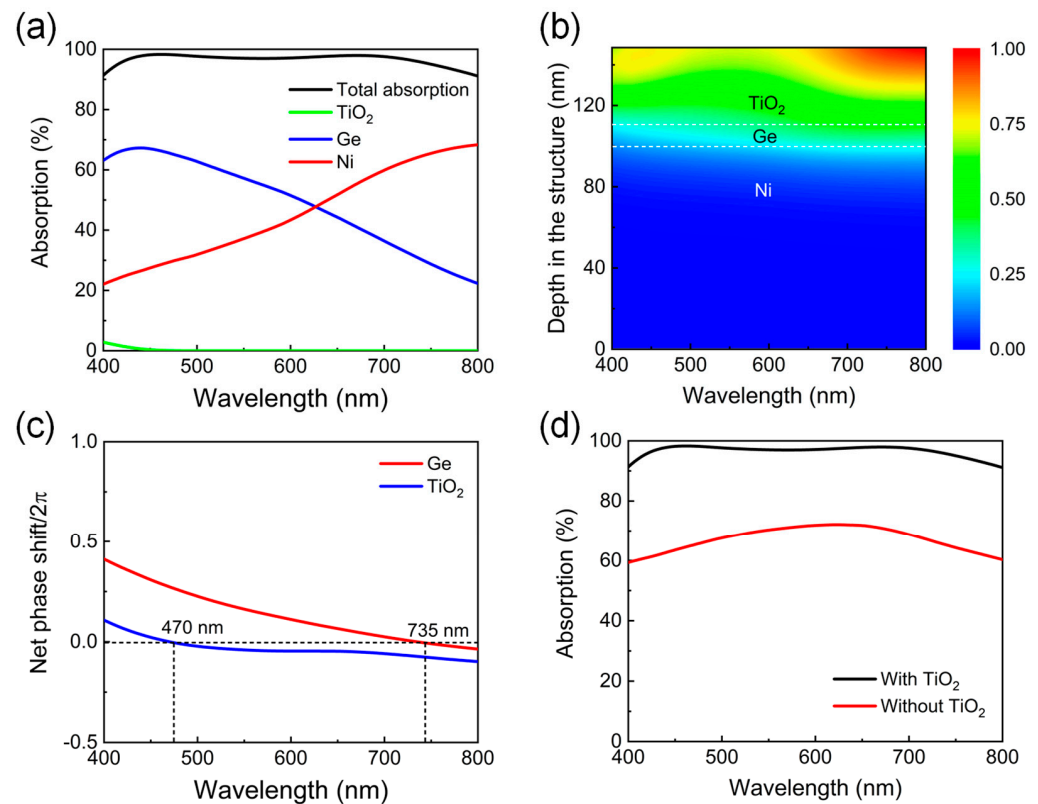 (a)
Absorption (%)
100
80
60
40
20
0
Total absorption
TiO₂
Ge
Ni
400 500 600 700 800
Wavelength (nm)
(b)
Depth in the structure (nm)
120
80
40
0
TiO₂
Ge
Ni
400 500 600 700 800
Wavelength (nm)
1.00
0.75
0.50
0.25
0.00
(c)
Net phase shift/2π
1.0
0.5
0.0
-0.5
Ge
TiO₂
470 nm
735 nm
400 500 600 700 800
Wavelength (nm)
(d)
Absorption (%)
100
80
60
40
20
0
With TiO₂
Without TiO₂
400 500 600 700 800
Wavelength (nm)